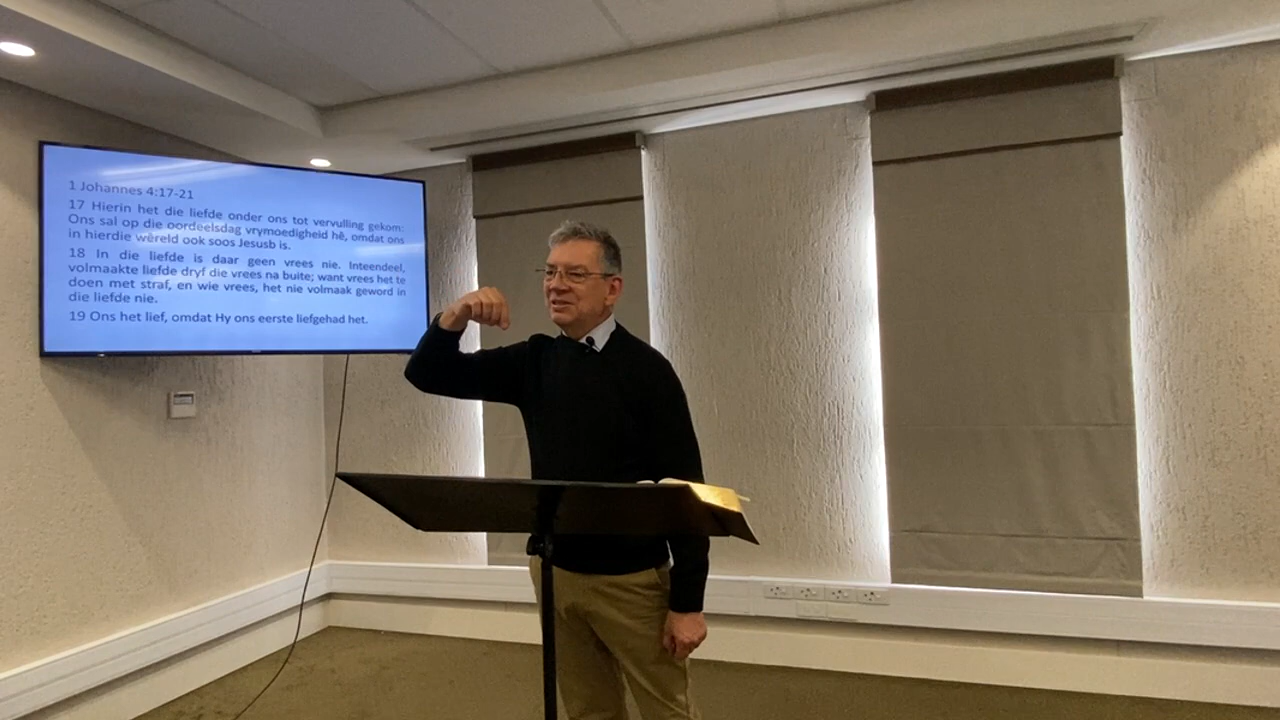 1 Johannes 4:17-21
17 Hierin het die liefde onder ons tot vervulling gekom:
Ons sal op die oordeelsdag vrymoedigheid hê, omdat ons
in hierdie wêreld ook soos Jesusb is.
18 In die liefde is daar geen vrees nie. Inteendeel,
volmaakte liefde dryf die vrees na buite; want vrees het te
doen met straf, en wie vrees, het nie volmaak geword in
die liefde nie.
19 Ons het lief, omdat Hy ons eerste liefgehad het.